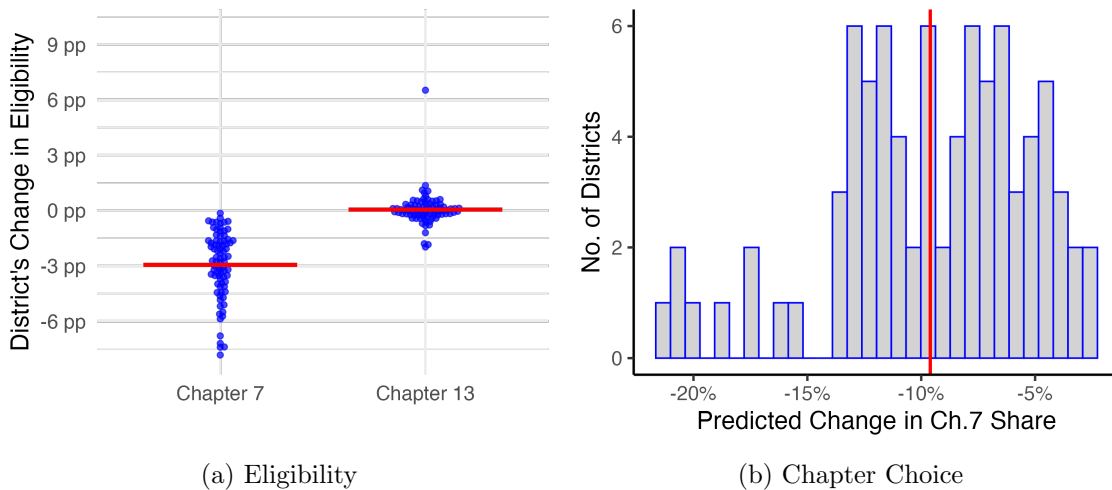 District's Change in Eligibility
9 pp
6 pp
3 pp
0 pp
-3 pp
-6 pp
Chapter 7
Chapter 13
(a) Eligibility
No. of Districts
6
4
2
0
-20%
-15%
-10%
-5%
Predicted Change in Ch.7 Share
(b) Chapter Choice